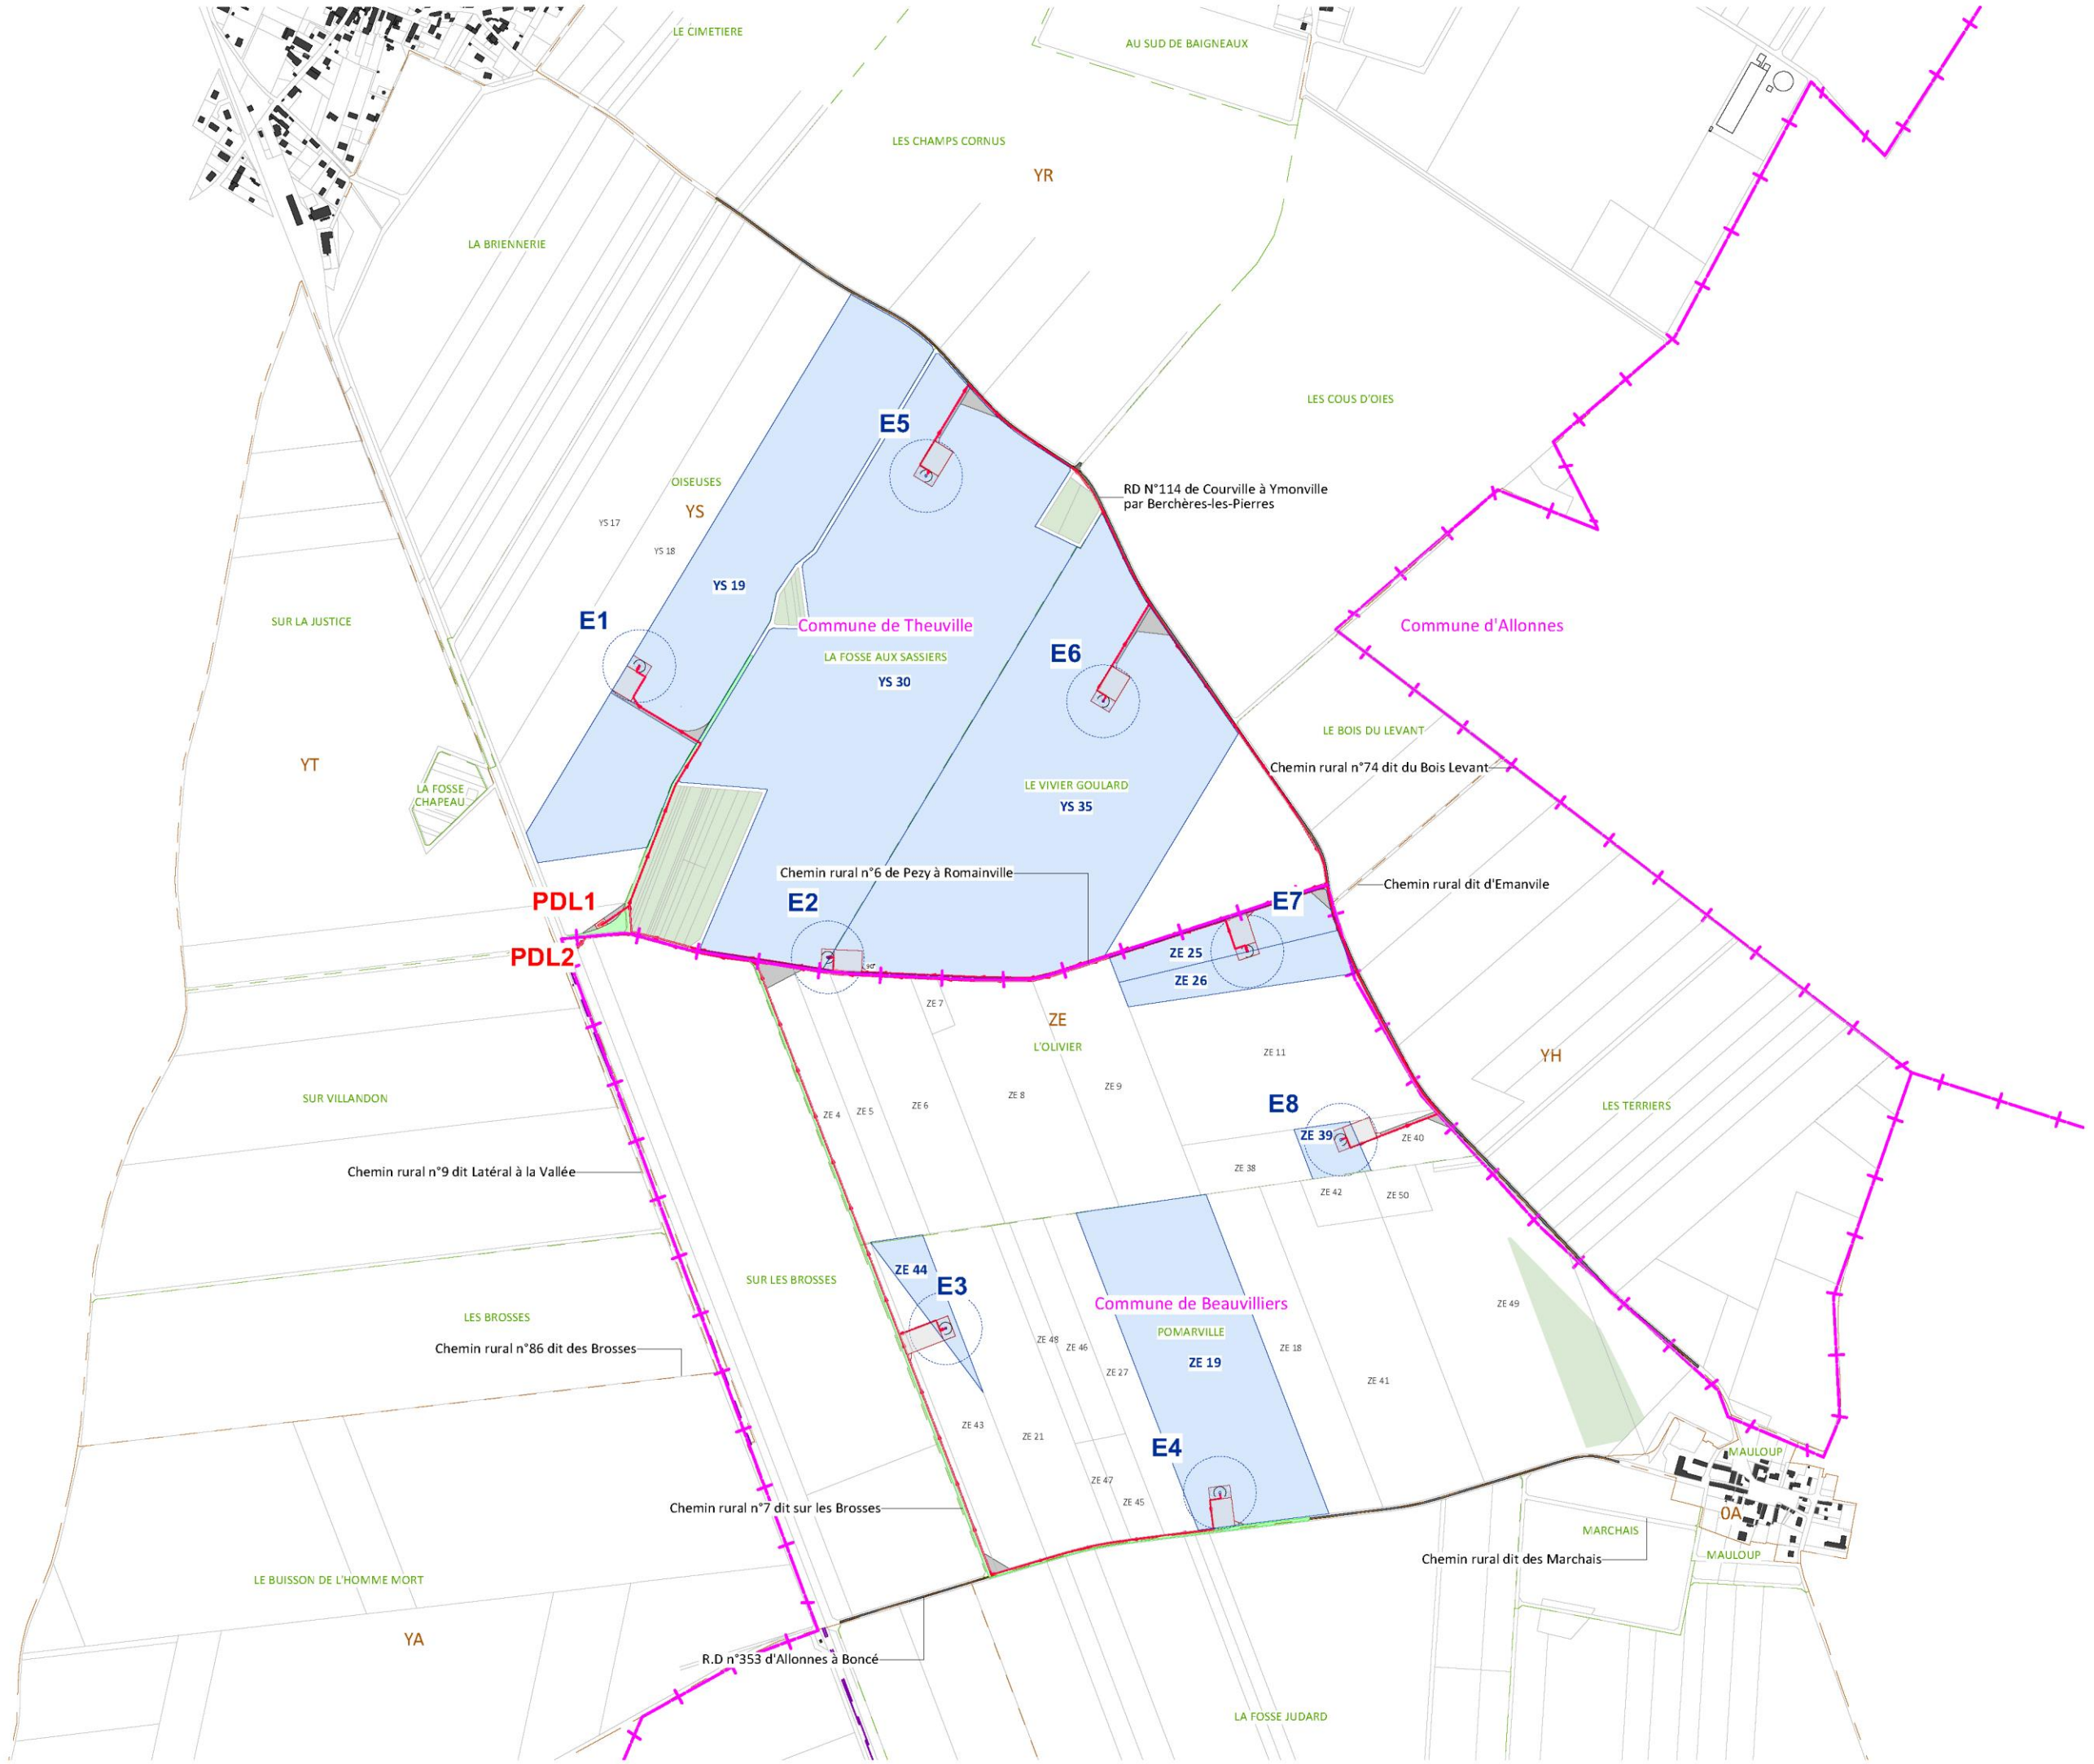 LE CIMETIERE
AU SUD DE BAIGNEAUX
LES CHAMPS CORNUS
YR
LA BRIENNERIE
LES COUS D'OIES
E5
OISEUSES
YS
YS 17
YS 18
RD N°114 de Courville à Ymonville
par Berchères-les-Pierres
YS 19
E1
SUR LA JUSTICE
Commune de Theuville
Commune d'Allonnes
LA FOSSE AUX SASSIERS
YS 30
E6
LE BOIS DU LEVANT
YT
Chemin rural n°74 dit du Bois Levant
LA FOSSE
CHAPEAU
LE VIVIER GOULARD
YS 35
Chemin rural n°6 de Pezy à Romainville
Chemin rural dit d'Emanvile
PDL1
E2
E7
PDL2
ZE 25
ZE 26
ZE 7
ZE
L'OLIVIER
ZE 11
YH
ZE 9
SUR VILLANDON
ZE 8
ZE 6
ZE 5
ZE 4
E8
LES TERRIERS
ZE 39
ZE 40
Chemin rural n°9 dit Latéral à la Vallée
ZE 38
ZE 42
ZE 50
SUR LES BROSSES
ZE 44
E3
Commune de Beauvilliers
ZE 49
LES BROSSES
POMARVILLE
Chemin rural n°86 dit des Brosses
ZE 48
ZE 46
ZE 18
ZE 19
ZE 27
ZE 41
ZE 43
ZE 21
E4
MAULOUP
ZE 47
ZE 45
Chemin rural n°7 dit sur les Brosses
0A
MARCHAIS
MAULOUP
Chemin rural dit des Marchais
LE BUISSON DE L'HOMME MORT
YA
R.D n°353 d'Allonnes à Boncé
LA FOSSE JUDARD